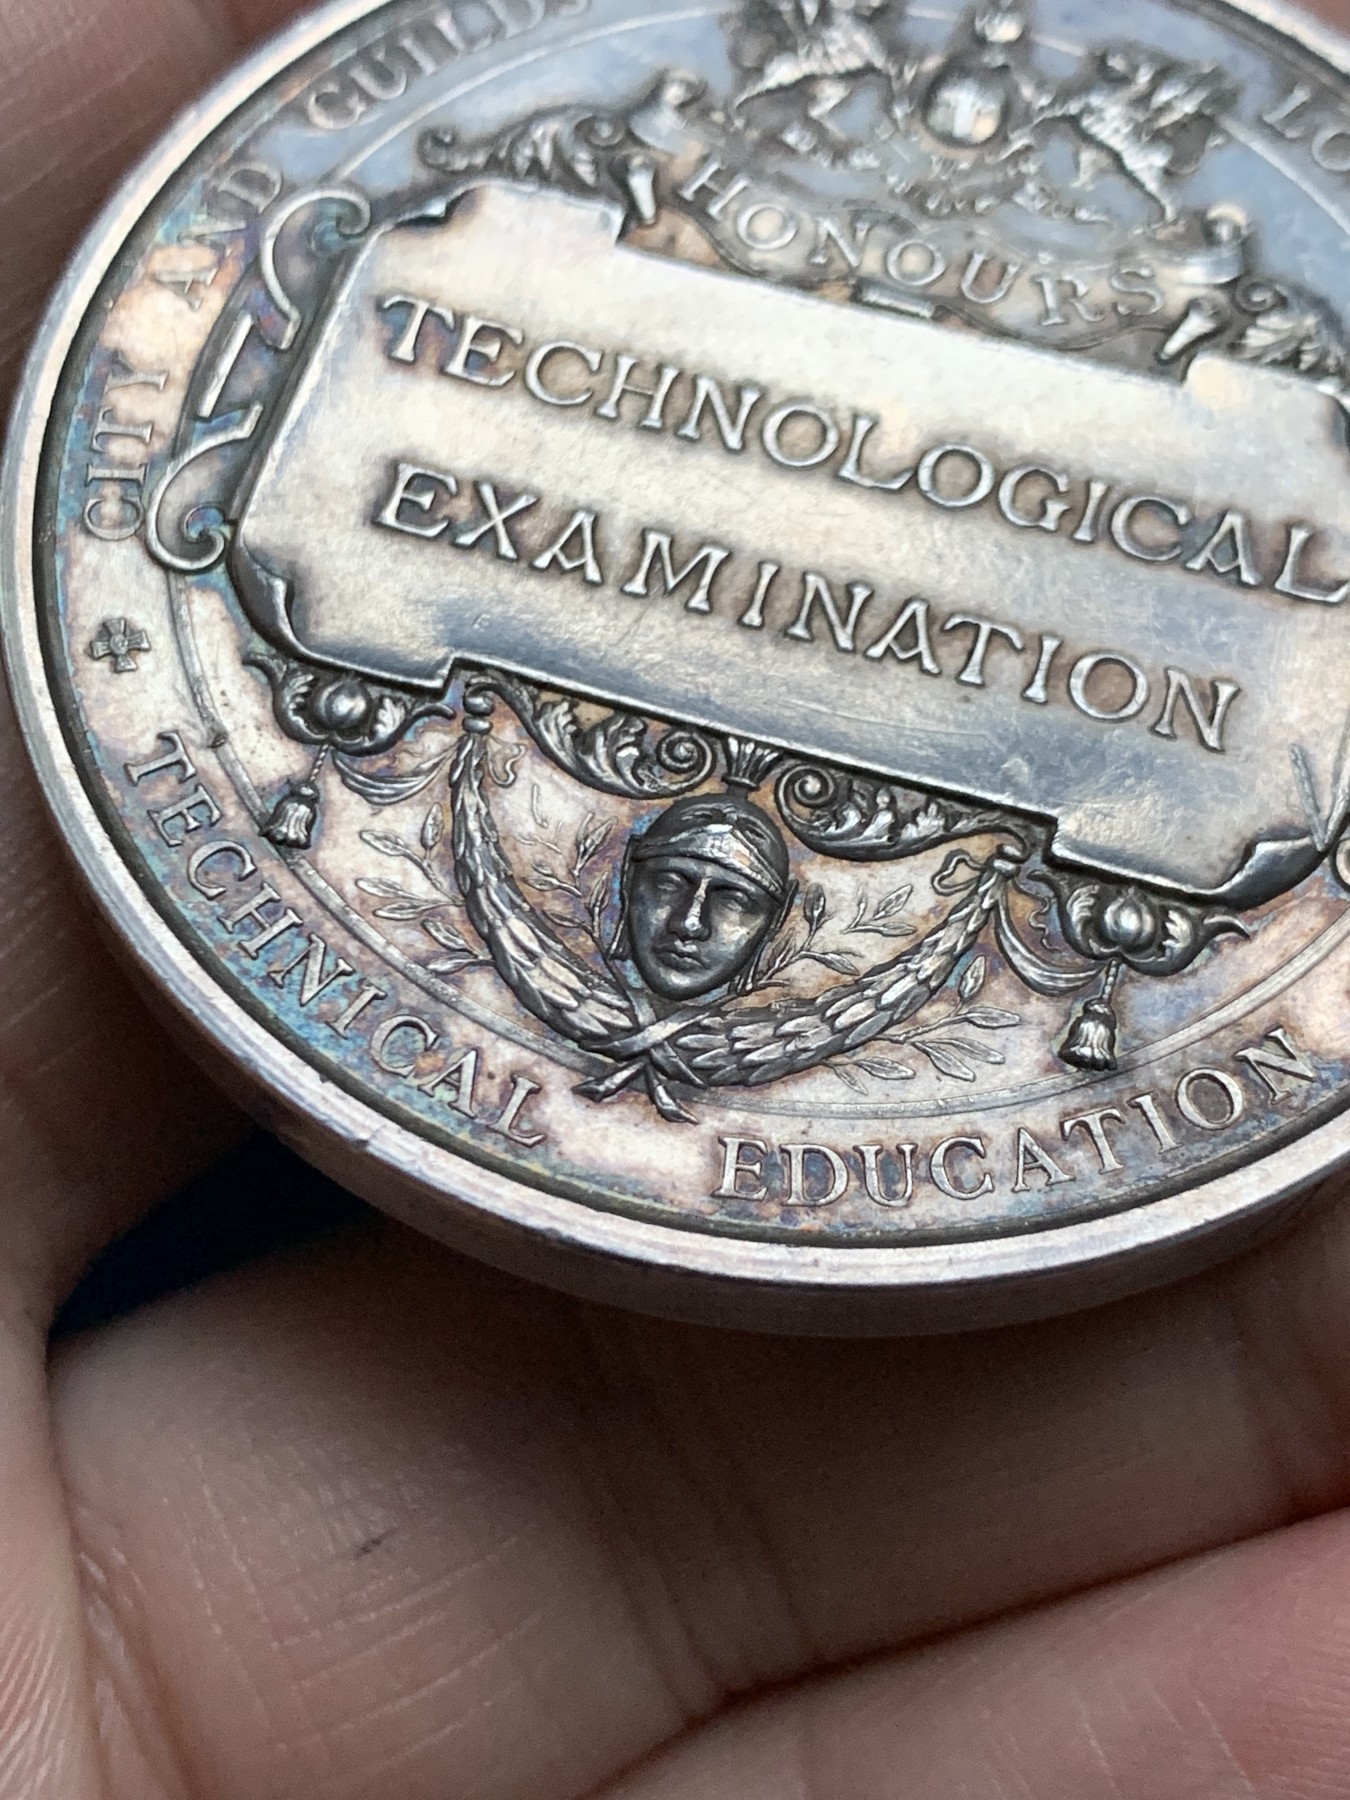 CITY AND GUILDS
HONOURS
TECHNOLOGICAL
EXAMINATION
TECHNICAL EDUCATION